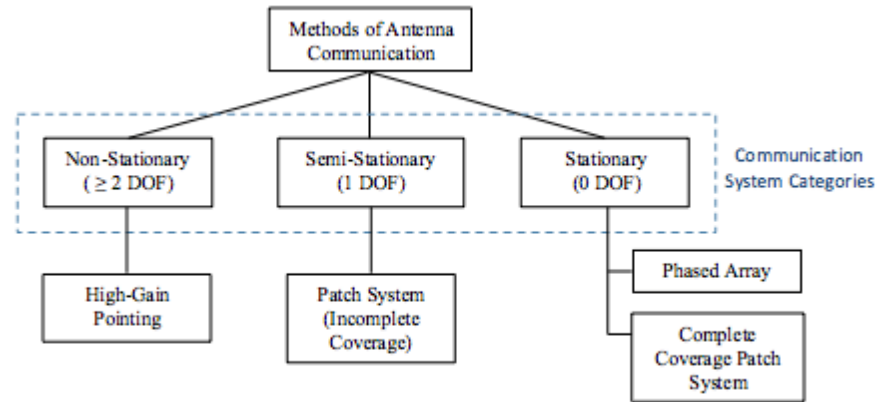 Methods of Antenna
Communication
Non-Stationary
( ≥ 2 DOF)
Semi-Stationary
(1 DOF)
Stationary
(0 DOF)
Communication
System Categories
High-Gain
Pointing
Patch System
(Incomplete
Coverage)
Phased Array
Complete
Coverage Patch
System